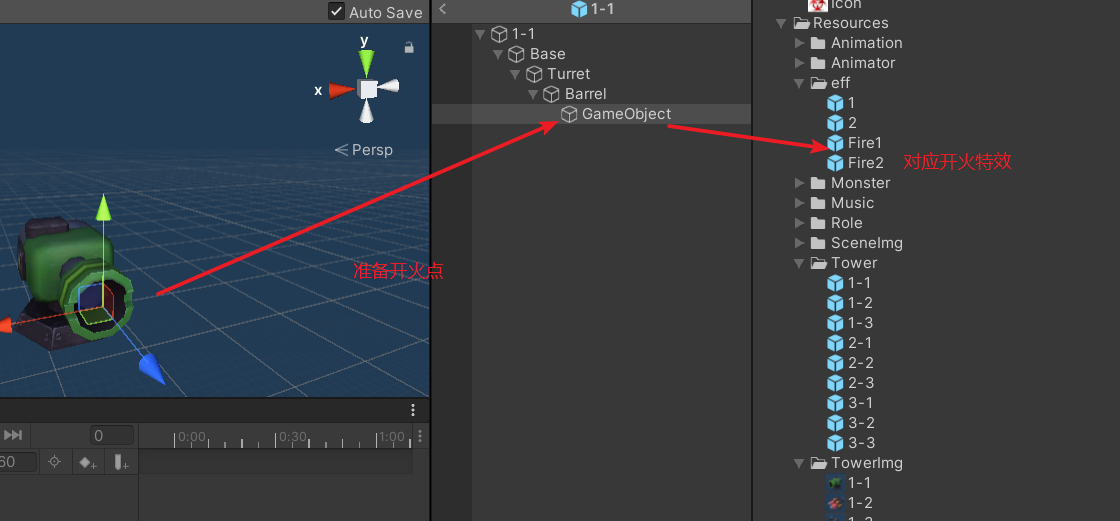 Auto Save
y
x
Persp
准备开火点
0
0:00
0:30
1:00
60
1-1
1-1
Base
Turret
Barrel
GameObject
Icon
Resources
Animation
Animator
eff
1
2
Fire1
Fire2
对应开火特效
Monster
Music
Role
SceneImg
Tower
1-1
1-2
1-3
2-1
2-2
2-3
3-1
3-2
3-3
TowerImg
1-1
1-2